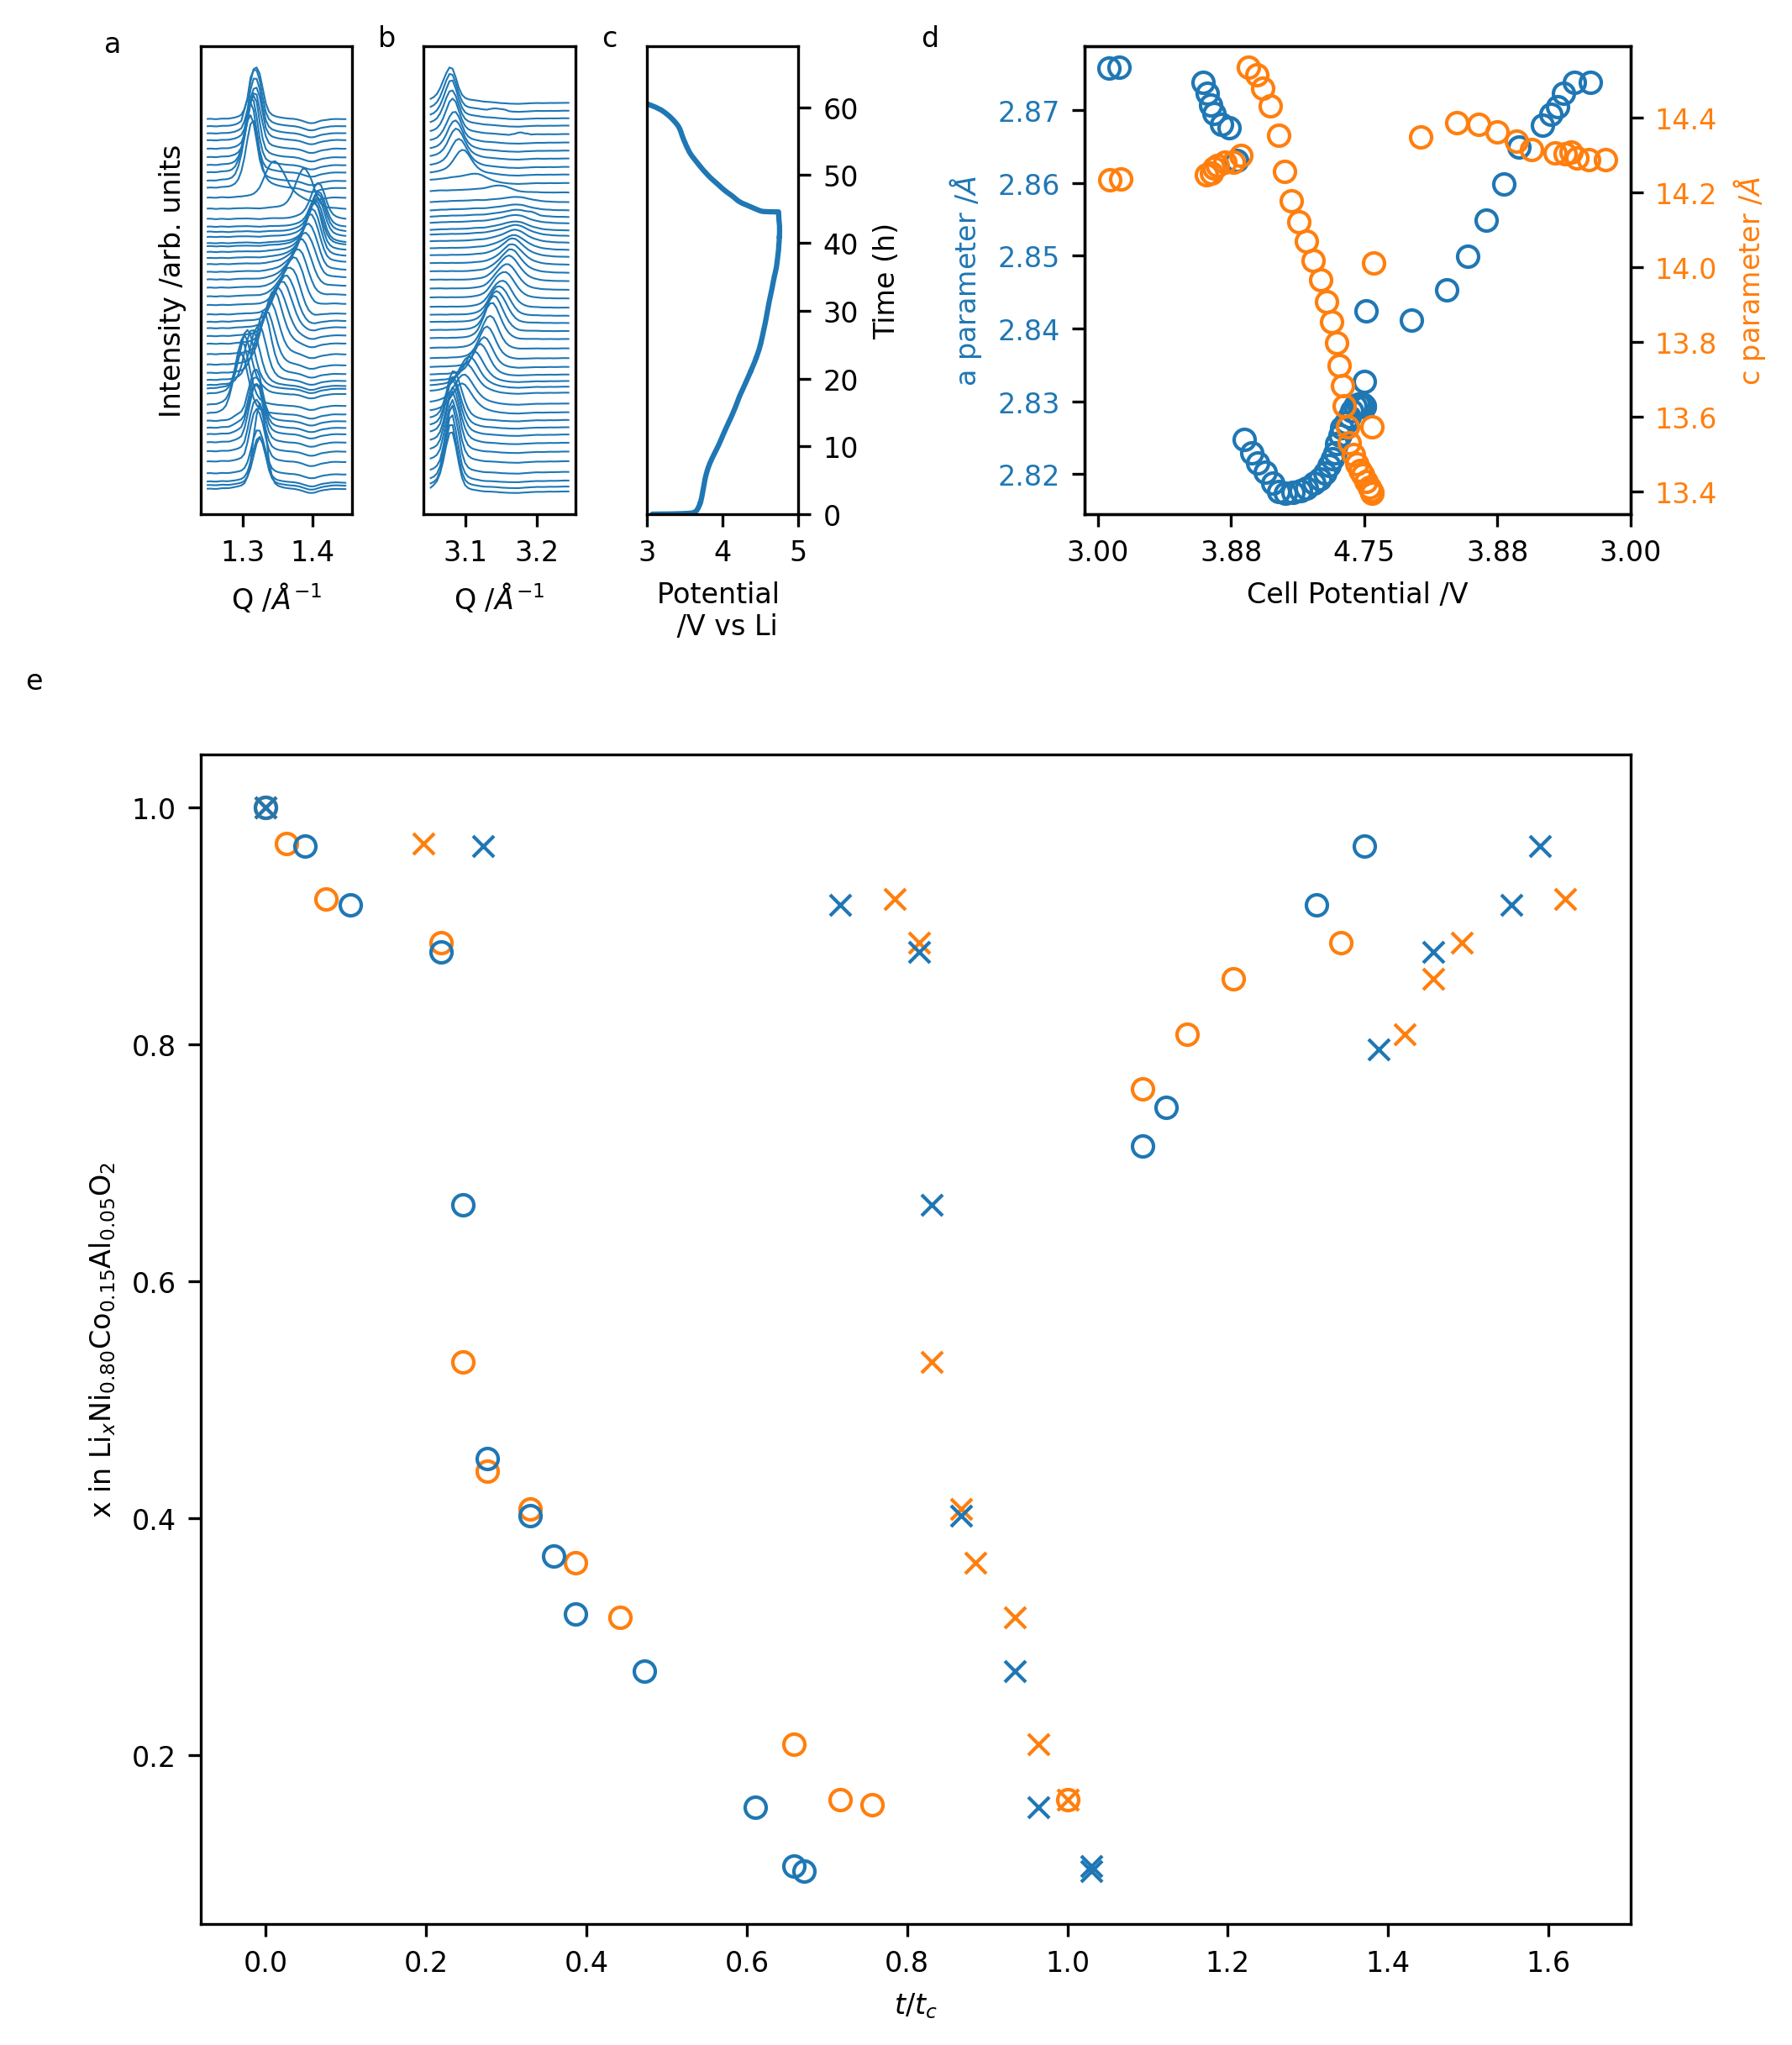 a
b
c
d
Intensity /arb. units
1.3 1.4
Q /Å⁻¹
3.1 3.2
Q /Å⁻¹
0
10
20
30
40
50
60
Time (h)
3 4 5
Potential
/V vs Li
2.87
2.86
2.85
2.84
2.83
2.82
a parameter /Å
14.4
14.2
14.0
13.8
13.6
13.4
c parameter /Å
3.00 3.88 4.75 3.88 3.00
Cell Potential /V
e
1.0
0.8
0.6
0.4
0.2
x in LiₓNi₀.₈₀Co₀.₁₅Al₀.₀₅O₂
0.0 0.2 0.4 0.6 0.8 1.0 1.2 1.4 1.6
t/t_c